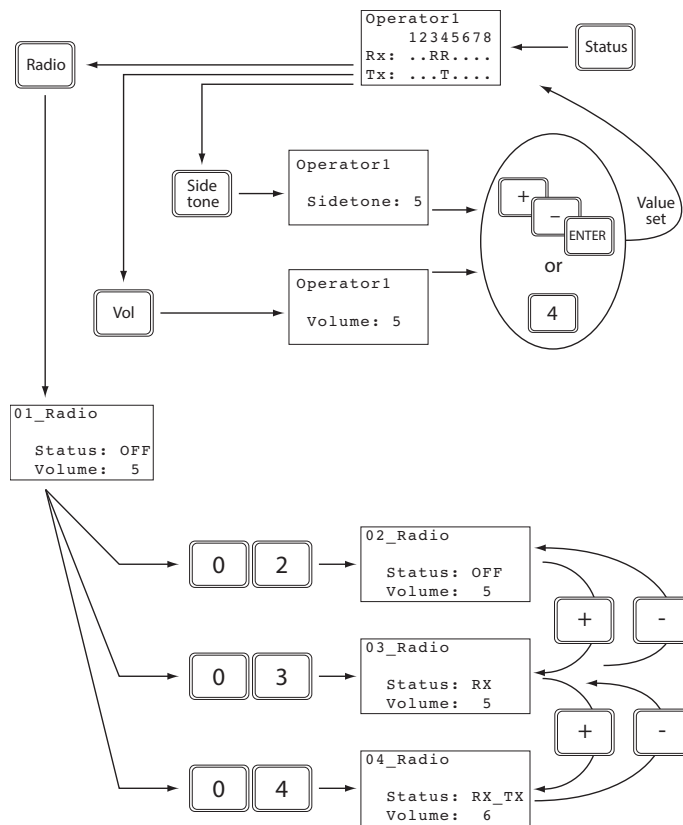 Operator1
12345678
Rx: ..RR....
Tx: ...T....
Status
Radio
Side
tone
Operator1
Sidetone: 5
+
-
ENTER
or
4
Value
set
Vol
Operator1
Volume: 5
01_Radio
Status: OFF
Volume: 5
0 2
02_Radio
Status: OFF
Volume: 5
+ -
0 3
03_Radio
Status: RX
Volume: 5
+ -
0 4
04_Radio
Status: RX_TX
Volume: 6